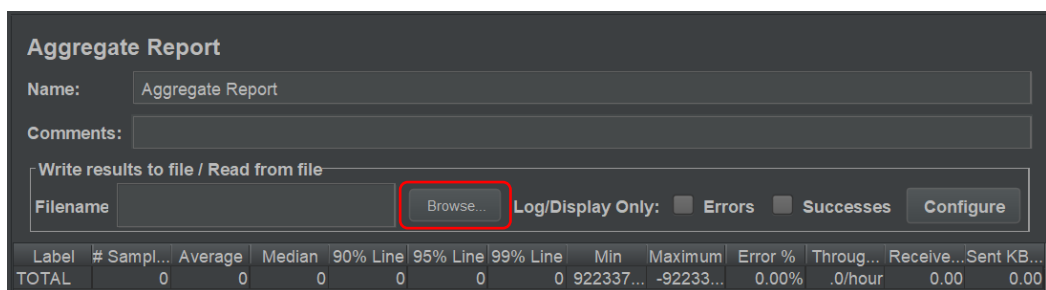 Aggregate Report
Name: Aggregate Report
Comments:
Write results to file / Read from file
Filename Browse... Log/Display Only: Errors Successes Configure
Label # Sampl... Average Median 90% Line 95% Line 99% Line Min Maximum Error % Throug... Receive... Sent KB...
TOTAL 0 0 0 0 0 0 922337... -92233... 0.00% .0/hour 0.00 0.00